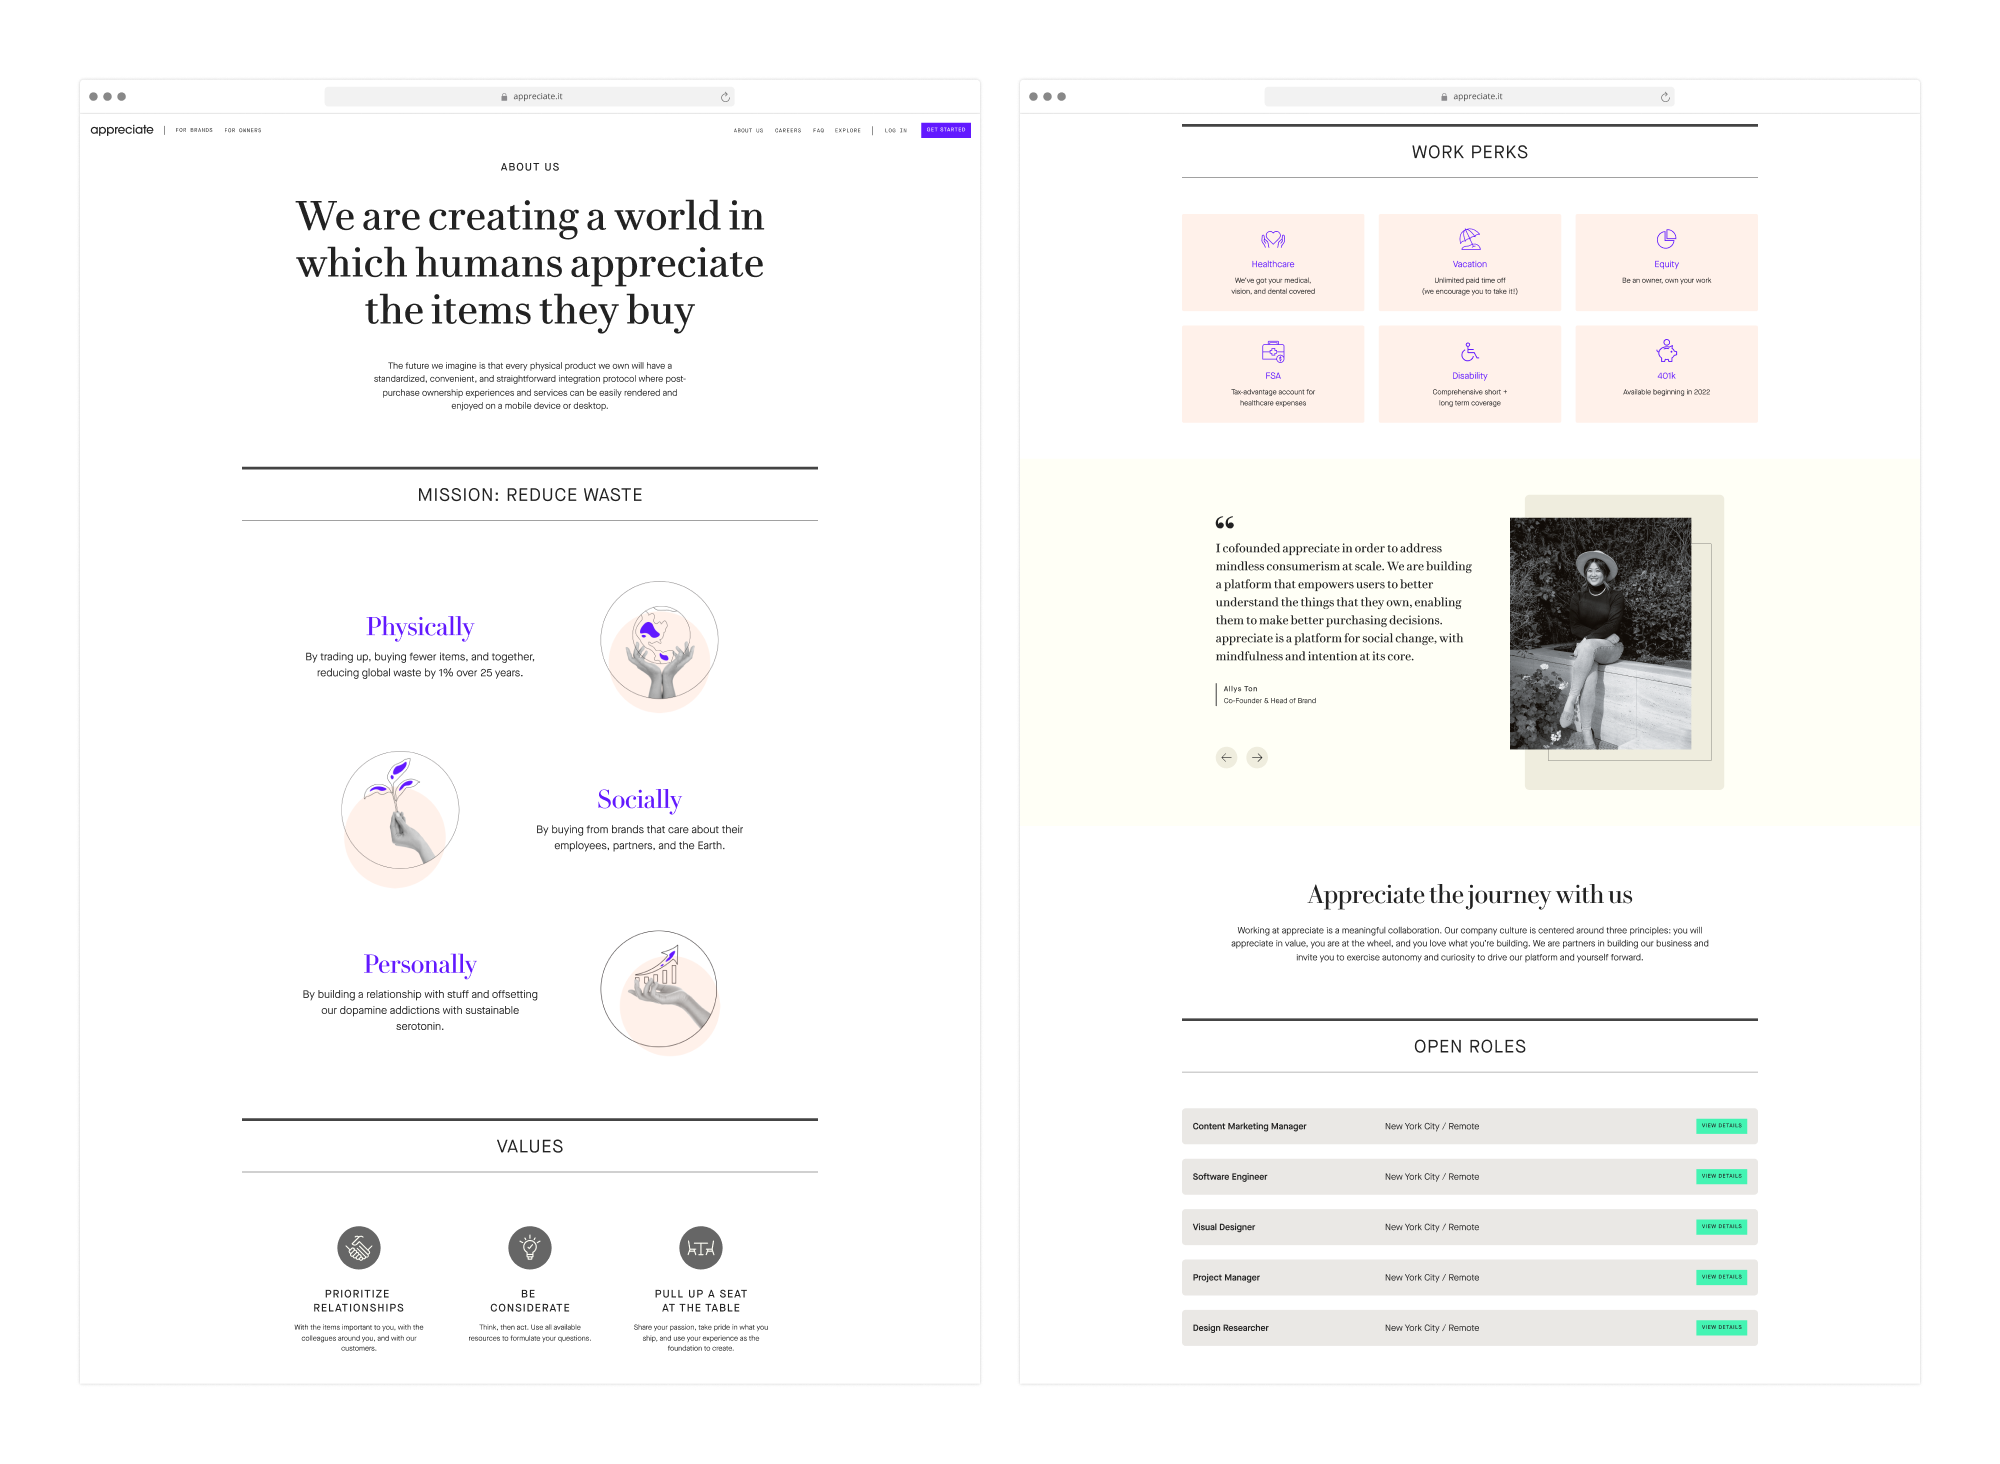 appreciate.it
appreciate
FOR BRANDS
FOR OWNERS
ABOUT US
CAREERS
FAQ
EXPLORE
LOG IN
GET STARTED
ABOUT US
We are creating a world in
which humans appreciate
the items they buy
The future we imagine is that every physical product we own will have a
standardized, convenient, and straightforward integration protocol where post-
purchase ownership experiences and services can be easily rendered and
enjoyed on a mobile device or desktop.
MISSION: REDUCE WASTE
Physically
By trading up, buying fewer items, and together,
reducing global waste by 1% over 25 years.
Socially
By buying from brands that care about their
employees, partners, and the Earth.
Personally
By building a relationship with stuff and offsetting
our dopamine addictions with sustainable
serotonin.
VALUES
PRIORITIZE
RELATIONSHIPS
With the items important to you, with the
colleagues around you, and with our
customers.
BE
CONSIDERATE
Think, then act. Use all available
resources to formulate your questions.
PULL UP A SEAT
AT THE TABLE
Share your passion, take pride in what you
ship, and use your experience as the
foundation to create.
appreciate.it
WORK PERKS
Healthcare
We've got your medical,
vision, and dental covered
Vacation
Unlimited paid time off
(we encourage you to take it!)
Equity
Be an owner, own your work
FSA
Tax-advantage account for
healthcare expenses
Disability
Comprehensive short +
long term coverage
401k
Available beginning in 2022
“
I cofounded appreciate in order to address
mindless consumerism at scale. We are building
a platform that empowers users to better
understand the things that they own, enabling
them to make better purchasing decisions.
appreciate is a platform for social change, with
mindfulness and intention at its core.
Allys Ton
Co-Founder & Head of Brand
Appreciate the journey with us
Working at appreciate is a meaningful collaboration. Our company culture is centered around three principles: you will
appreciate in value, you are at the wheel, and you love what you're building. We are partners in building our business and
invite you to exercise autonomy and curiosity to drive our platform and yourself forward.
OPEN ROLES
Content Marketing Manager
New York City / Remote
VIEW DETAILS
Software Engineer
New York City / Remote
VIEW DETAILS
Visual Designer
New York City / Remote
VIEW DETAILS
Project Manager
New York City / Remote
VIEW DETAILS
Design Researcher
New York City / Remote
VIEW DETAILS